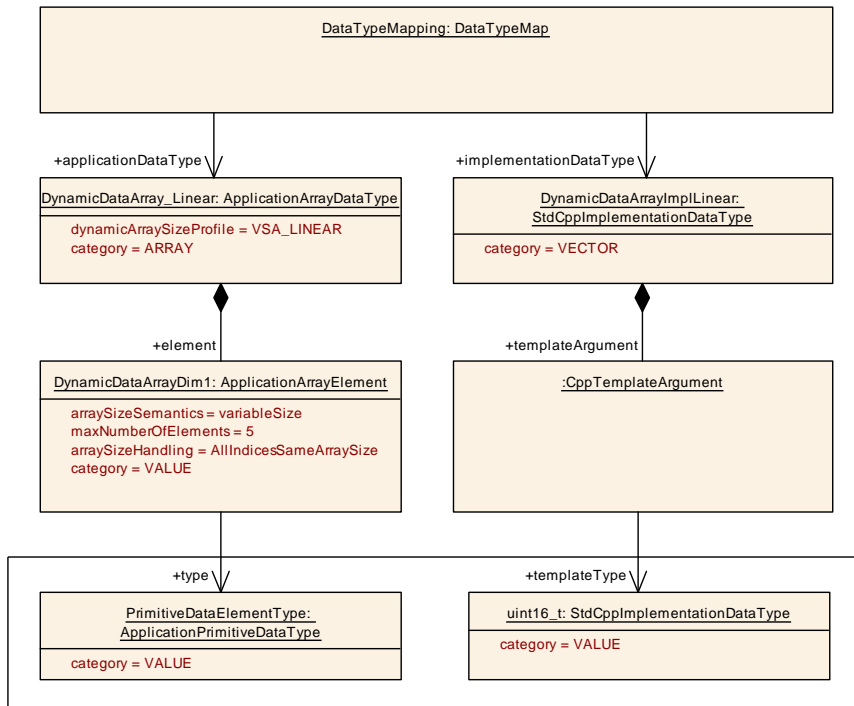 DataTypeMapping: DataTypeMap
+applicationDataType
+implementationDataType
DynamicDataArray_Linear: ApplicationArrayDataType
dynamicArraySizeProfile = VSA_LINEAR
category = ARRAY
DynamicDataArrayImplLinear:
StdCppImplementationDataType
category = VECTOR
+element
+templateArgument
DynamicDataArrayDim1: ApplicationArrayElement
arraySizeSemantics = variableSize
maxNumberOfElements = 5
arraySizeHandling = AllIndicesSameArraySize
category = VALUE
:CppTemplateArgument
+type
+templateType
PrimitiveDataElementType:
ApplicationPrimitiveDataType
category = VALUE
uint16_t: StdCppImplementationDataType
category = VALUE